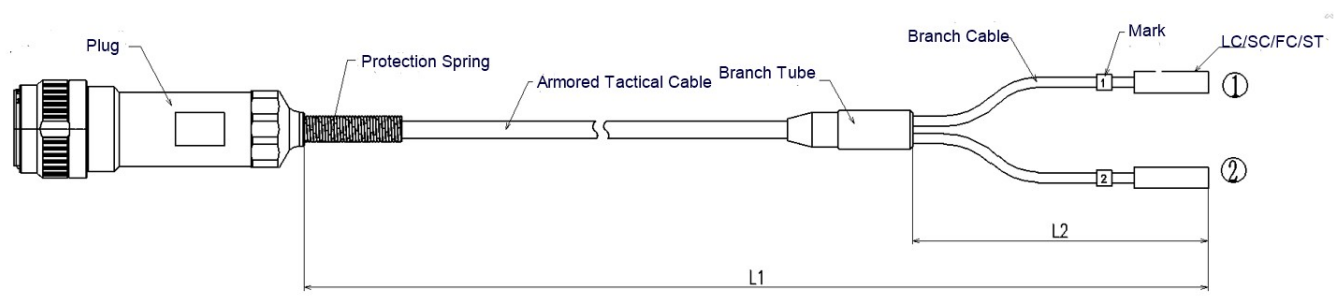 Plug
Protection Spring
Armored Tactical Cable
Branch Tube
Branch Cable
Mark
LC/SC/FC/ST
1
①
2
②
L2
L1